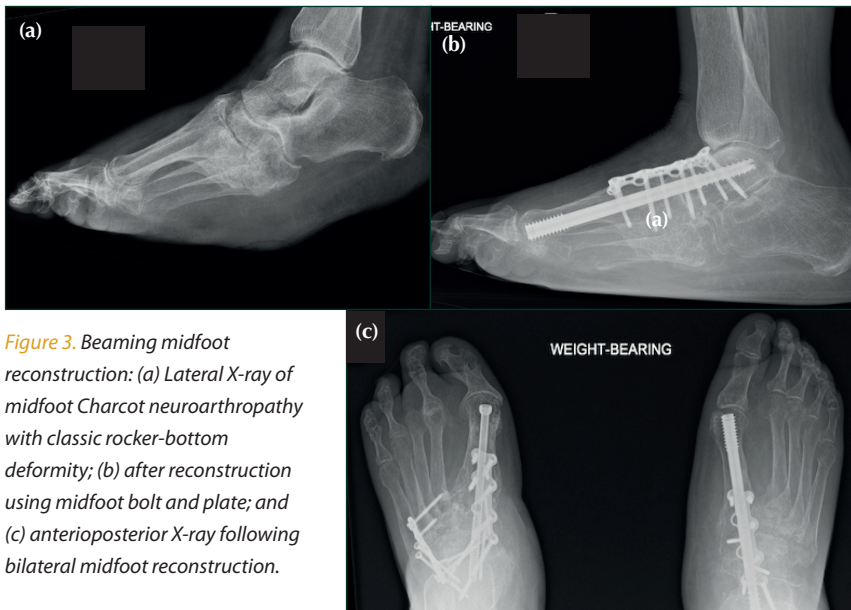 (a)
HT-BEARING
(b)
(a)
Figure 3. Beaming midfoot
reconstruction: (a) Lateral X-ray of
midfoot Charcot neuroarthropathy
with classic rocker-bottom
deformity; (b) after reconstruction
using midfoot bolt and plate; and
(c) anterioposterior X-ray following
bilateral midfoot reconstruction.
(c)
WEIGHT-BEARING